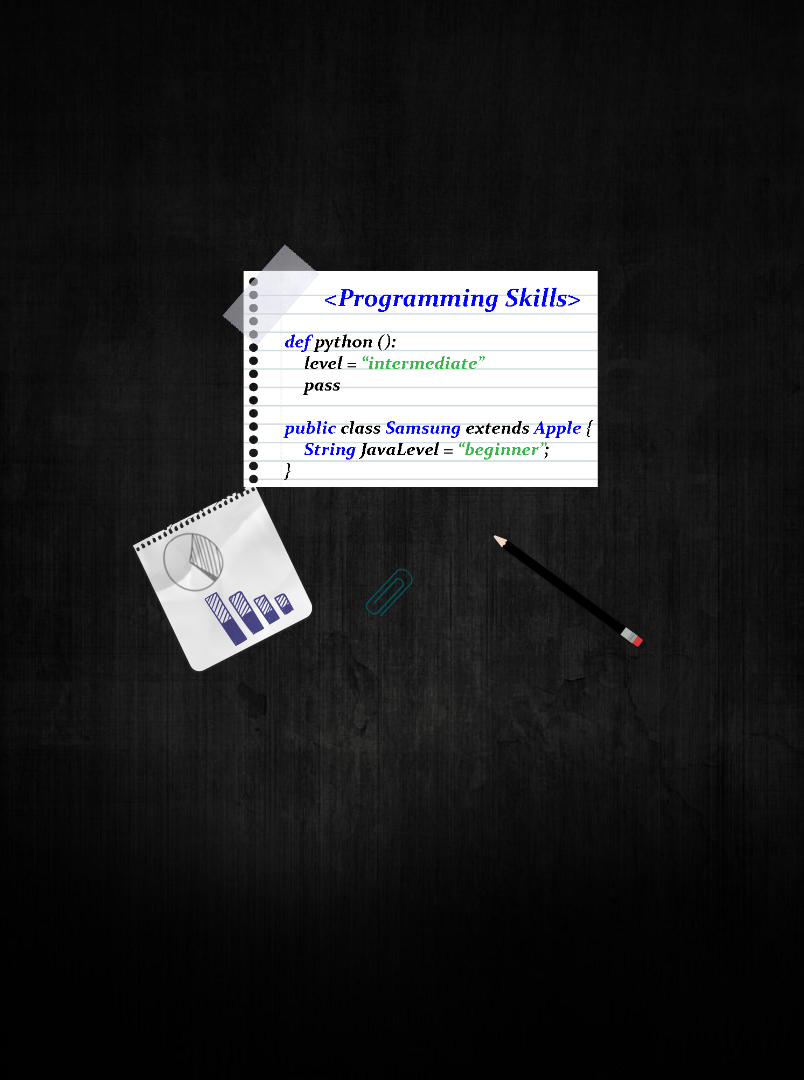 <Programming Skills>
def python ():
level = “intermediate”
pass
public class Samsung extends Apple {
String JavaLevel = “beginner”;
}